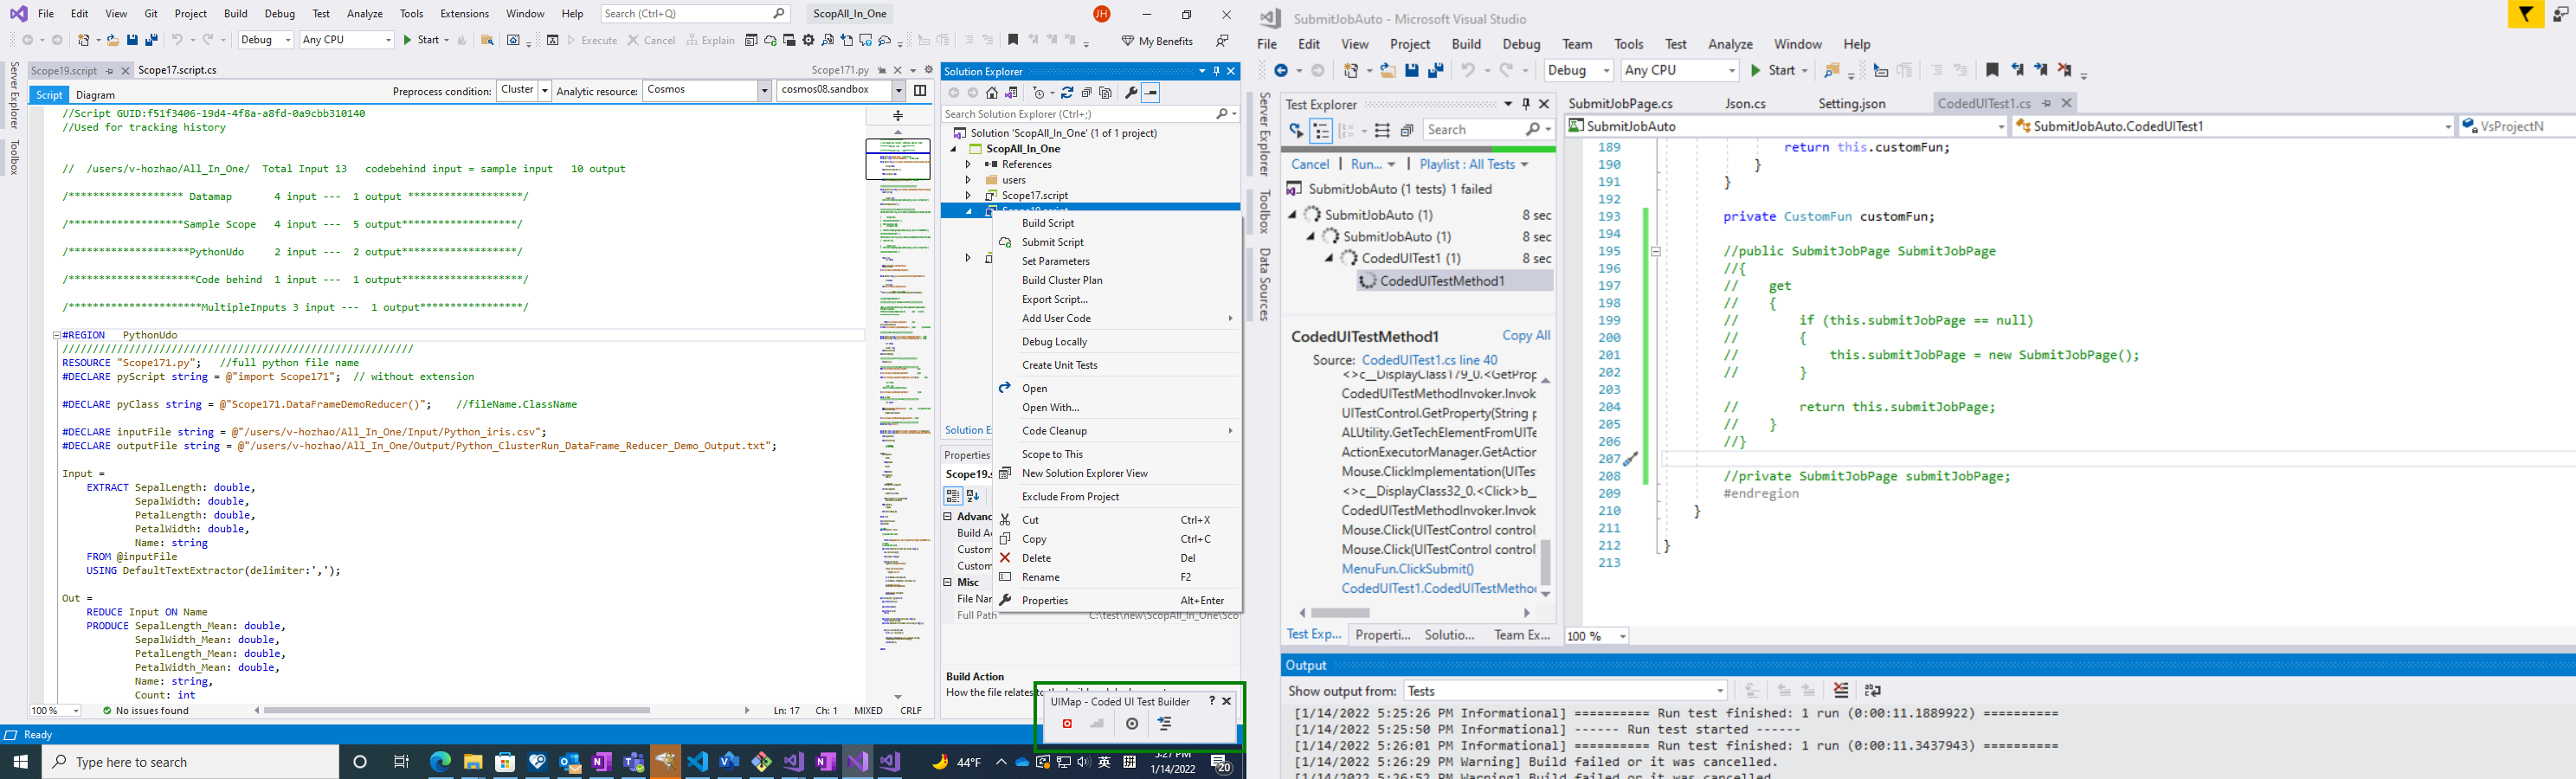 File Edit View Git Project Build Debug Test Analyze Tools Extensions Window Help Search (Ctrl+Q) ScopAll_In_One JH
Debug Any CPU Start Execute Cancel Explain My Benefits
Server Explorer
Toolbox
Scope19.script Scope17.script.cs Scope171.py
Script Diagram Preprocess condition: Cluster Analytic resource: Cosmos cosmos08.sandbox
//Script GUID:f51f3406-19d4-4f8a-a8fd-0a9cbb310140
//Used for tracking history
// /users/v-hozhao/All_In_One/ Total Input 13 codebehind input = sample input 10 output
/******************* Datamap 4 input --- 1 output *******************/
/*******************Sample Scope 4 input --- 5 output*******************/
/********************PythonUdo 2 input --- 2 output*******************/
/*********************Code behind 1 input --- 1 output********************/
/**********************MultipleInputs 3 input --- 1 output*****************/
#REGION PythonUdo
//////////////////////////////////////////////////////////
RESOURCE "Scope171.py"; //full python file name
#DECLARE pyScript string = @"import Scope171"; // without extension
#DECLARE pyClass string = @"Scope171.DataFrameDemoReducer()"; //fileName.ClassName
#DECLARE inputFile string = @"/users/v-hozhao/All_In_One/Input/Python_iris.csv";
#DECLARE outputFile string = @"/users/v-hozhao/All_In_One/Output/Python_ClusterRun_DataFrame_Reducer_Demo_Output.txt";
Input =
EXTRACT SepalLength: double,
SepalWidth: double,
PetalLength: double,
PetalWidth: double,
Name: string
FROM @inputFile
USING DefaultTextExtractor(delimiter:',');
Out =
REDUCE Input ON Name
PRODUCE SepalLength_Mean: double,
SepalWidth_Mean: double,
PetalLength_Mean: double,
PetalWidth_Mean: double,
Name: string,
Count: int
100 % No issues found Ln: 17 Ch: 1 MIXED CRLF
Solution Explorer
Search Solution Explorer (Ctrl+;)
Solution 'ScopAll_In_One' (1 of 1 project)
ScopAll_In_One
References
users
Scope17.script
Scope19.script
Build Script
Submit Script
Set Parameters
Build Cluster Plan
Export Script...
Add User Code
Debug Locally
Create Unit Tests
Open
Open With...
Code Cleanup
Scope to This
New Solution Explorer View
Exclude From Project
Cut Ctrl+X
Copy Ctrl+C
Delete Del
Rename F2
Properties Alt+Enter
Solution Ex
Properties
Scope19.s
Advanc
Build Ac
Custom
Custom
Misc
File Nan
Full Path C:\test\new\ScopAll_In_One\Sco
Build Action
How the file relates to
UIMap - Coded UI Test Builder ?
Ready
Type here to search 44°F 英 5:27 PM
1/14/2022 20
SubmitJobAuto - Microsoft Visual Studio
File Edit View Project Build Debug Team Tools Test Analyze Window Help
Debug Any CPU Start
Server Explorer
Toolbox
Data Sources
Test Explorer
Search
Cancel | Run... | Playlist : All Tests
SubmitJobAuto (1 tests) 1 failed
SubmitJobAuto (1) 8 sec
SubmitJobAuto (1) 8 sec
CodedUITest1 (1) 8 sec
CodedUITestMethod1
CodedUITestMethod1 Copy All
Source: CodedUITest1.cs line 40
<>c__DisplayClass179_0.<GetProp
CodedUITestMethodInvoker.Invok
UITestControl.GetProperty(String p
ALUtility.GetTechElementFromUITe
ActionExecutorManager.GetAction
Mouse.ClickImplementation(UITes
<>c__DisplayClass32_0.<Click>b__
CodedUITestMethodInvoker.Invok
Mouse.Click(UITestControl control,
Mouse.Click(UITestControl control,
MenuFun.ClickSubmit()
CodedUITest1.CodedUITestMethod
Test Exp... Properti... Solutio... Team Ex...
SubmitJobPage.cs Json.cs Setting.json CodedUITest1.cs
SubmitJobAuto SubmitJobAuto.CodedUITest1 VsProjectN
189 return this.customFun;
190 }
191 }
192
193 private CustomFun customFun;
194
195 //public SubmitJobPage SubmitJobPage
196 //{
197 // get
198 // {
199 // if (this.submitJobPage == null)
200 // {
201 // this.submitJobPage = new SubmitJobPage();
202 // }
203
204 // return this.submitJobPage;
205 // }
206 //}
207
208 //private SubmitJobPage submitJobPage;
209 #endregion
210 }
211
212 }
213
100 %
Output
Show output from: Tests
[1/14/2022 5:25:26 PM Informational] ========== Run test finished: 1 run (0:00:11.1889922) ==========
[1/14/2022 5:25:50 PM Informational] ------ Run test started ------
[1/14/2022 5:26:01 PM Informational] ========== Run test finished: 1 run (0:00:11.3437943) ==========
[1/14/2022 5:26:29 PM Warning] Build failed or it was cancelled.
[1/14/2022 5:26:52 PM Warning] Build failed or it was cancelled.